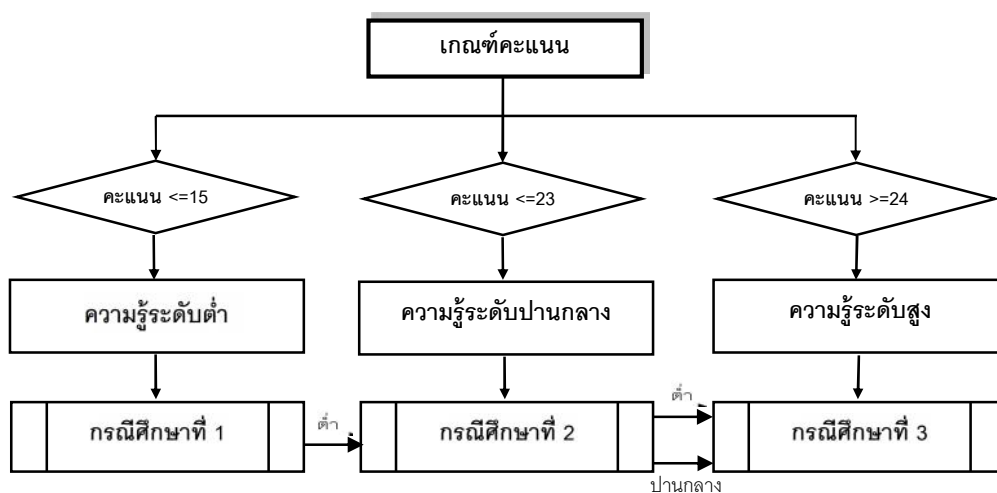 เกณฑ์คะแนน
คะแนน <=15
คะแนน <=23
คะแนน >=24
ความรู้ระดับต่ำ
ความรู้ระดับปานกลาง
ความรู้ระดับสูง
กรณีศึกษาที่ 1
ต่ำ
กรณีศึกษาที่ 2
ต่ำ
ปานกลาง
กรณีศึกษาที่ 3